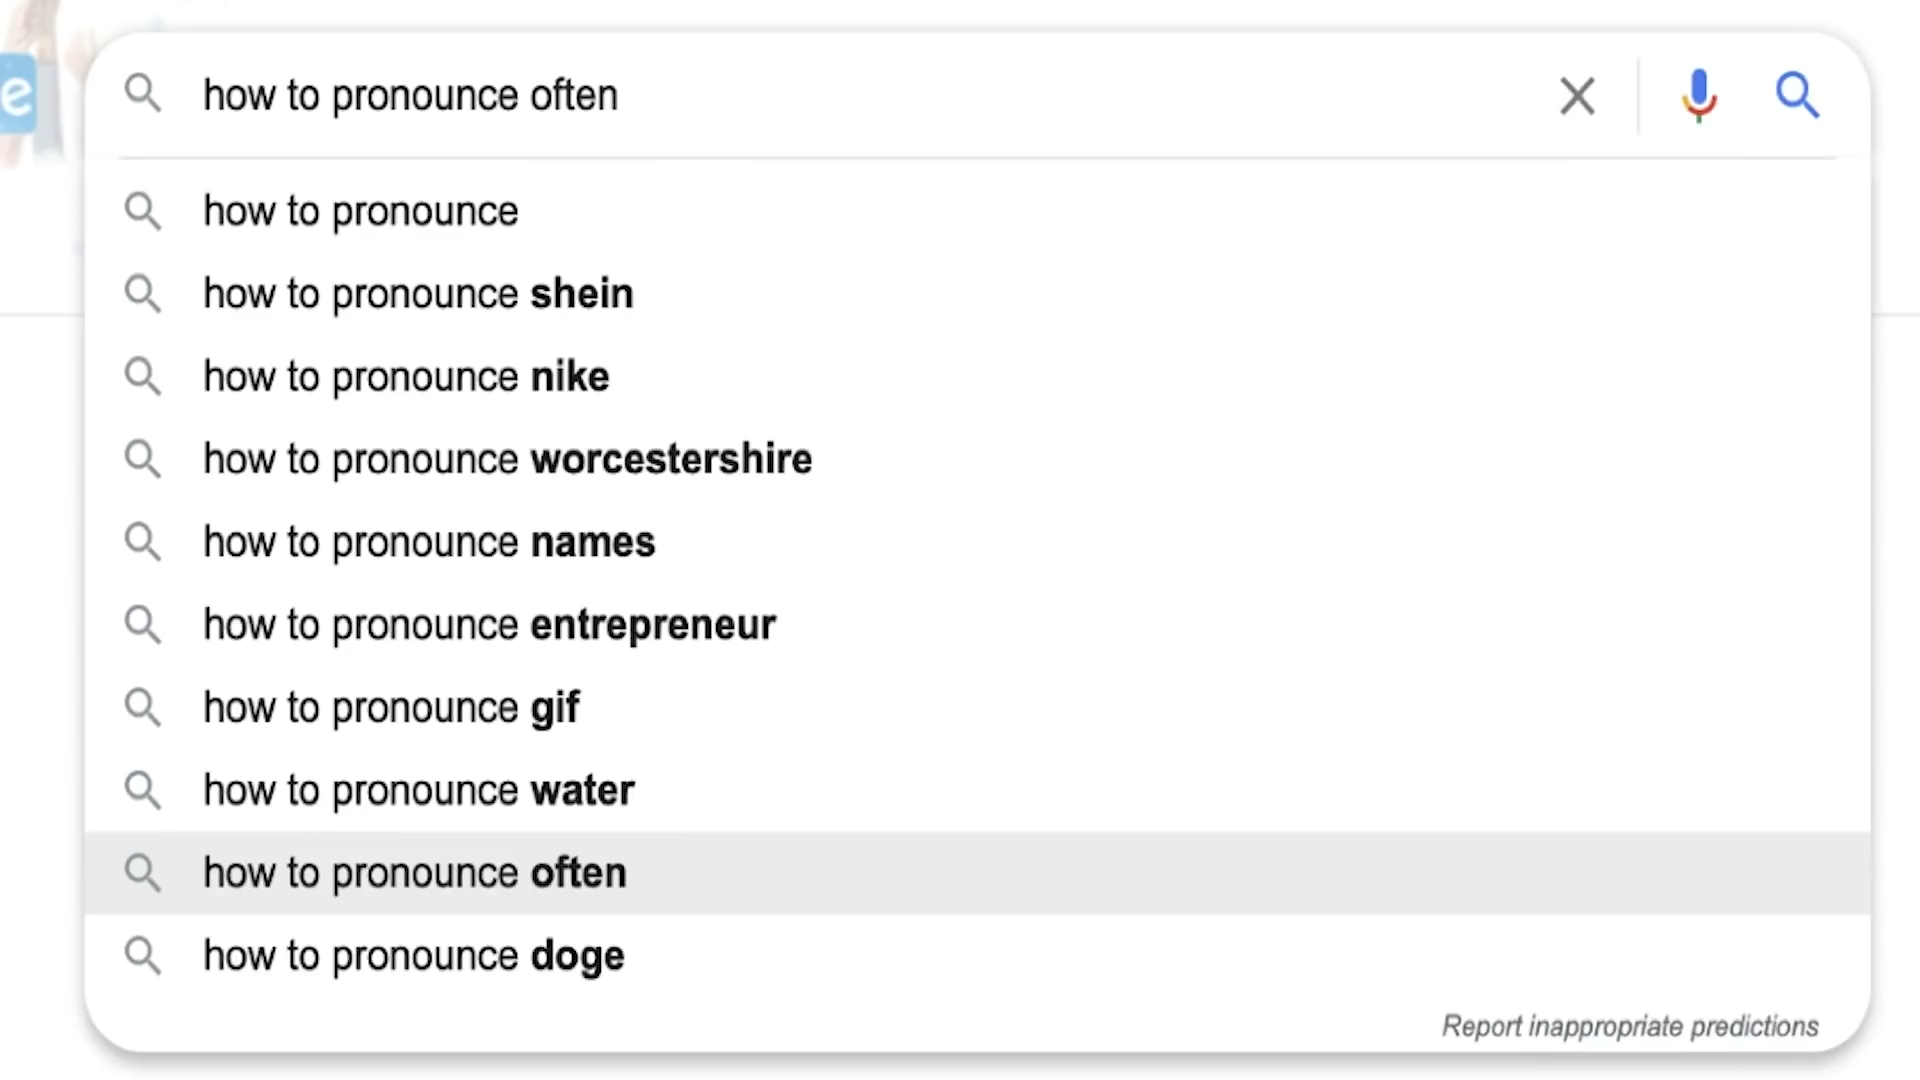 e
how to pronounce often
how to pronounce
how to pronounce shein
how to pronounce nike
how to pronounce worcestershire
how to pronounce names
how to pronounce entrepreneur
how to pronounce gif
how to pronounce water
how to pronounce often
how to pronounce doge
Report inappropriate predictions